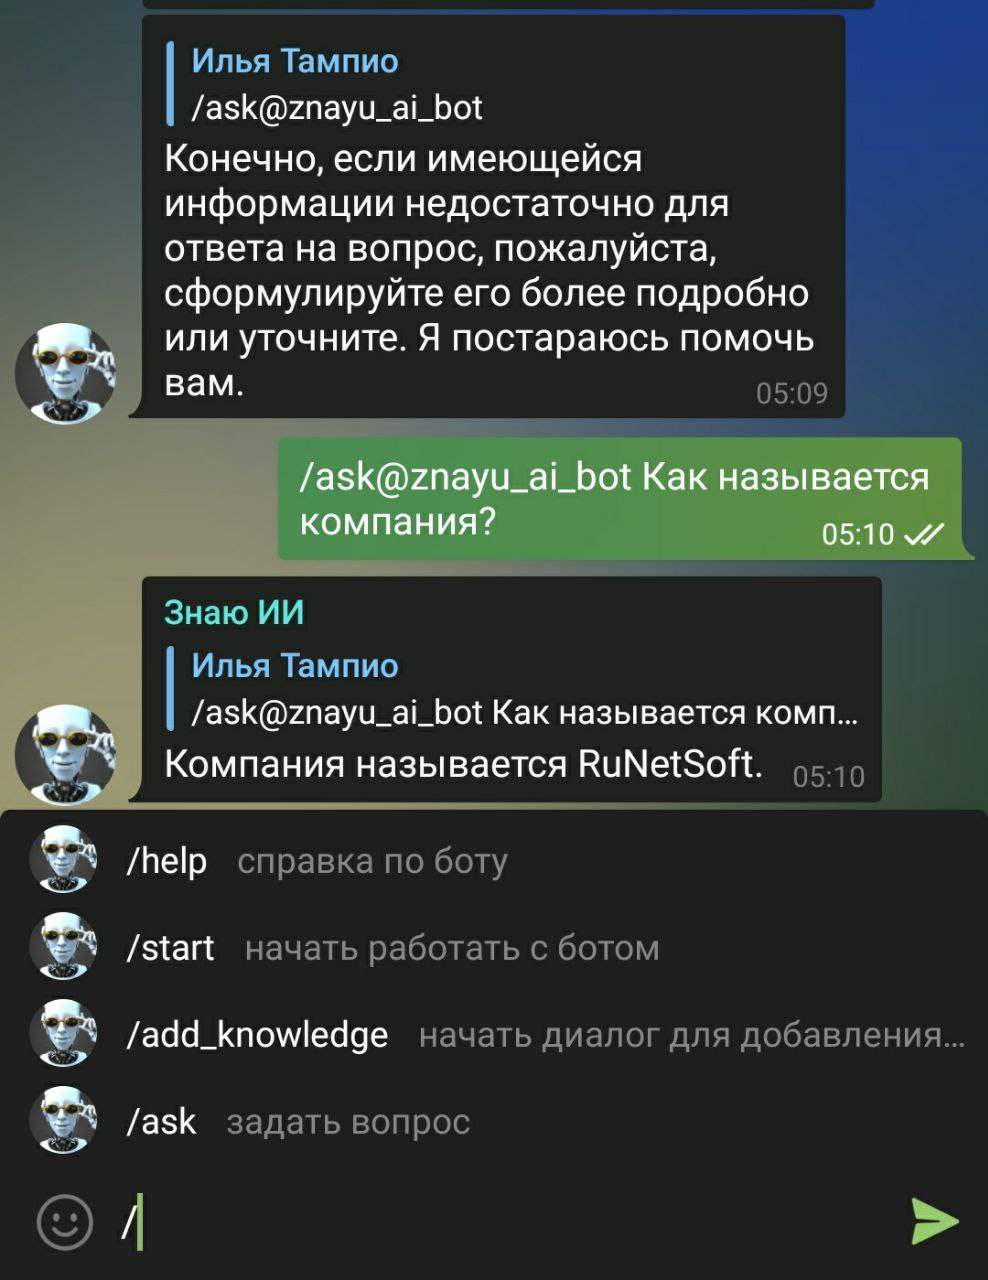 Илья Тампио
/ask@znayu_ai_bot
Конечно, если имеющейся
информации недостаточно для
ответа на вопрос, пожалуйста,
сформулируйте его более подробно
или уточните. Я постараюсь помочь
вам.
05:09
/ask@znayu_ai_bot Как называется
компания?
05:10
Знаю ИИ
Илья Тампио
/ask@znayu_ai_bot Как называется комп...
Компания называется RuNetSoft.
05:10
/help справка по боту
/start начать работать с ботом
/add_knowledge начать диалог для добавления...
/ask задать вопрос
/